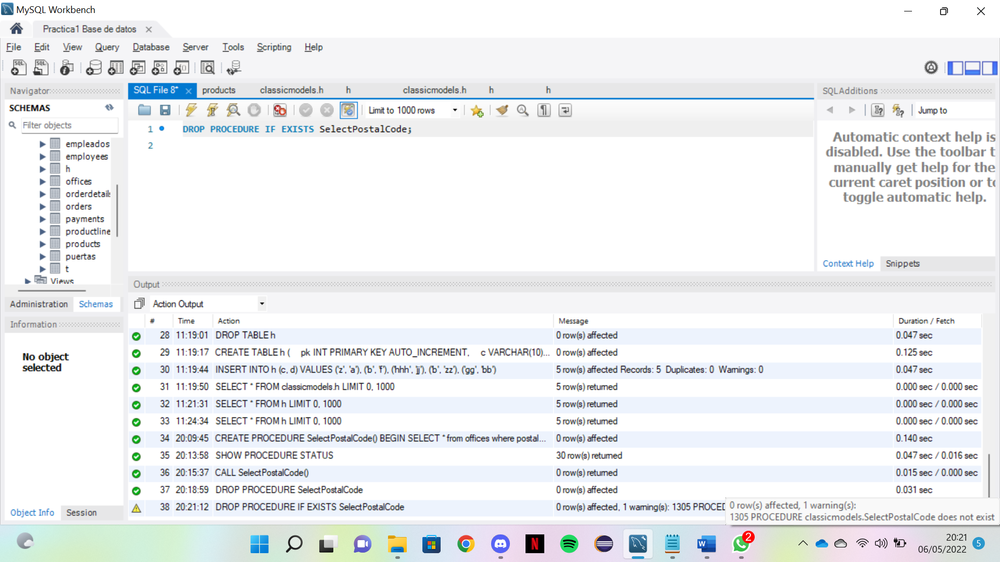 MySQL Workbench
Practica1 Base de datos
File Edit View Query Database Server Tools Scripting Help
Navigator
SCHEMAS
Filter objects
empleados
employees
h
offices
orderdetails
orders
payments
productline
products
puertas
t
Views
Administration Schemas
Information
No object
selected
Object Info Session
SQL File 8* products classicmodels.h h classicmodels.h h h
Limit to 1000 rows
1 DROP PROCEDURE IF EXISTS SelectPostalCode;
2
SQLAdditions
Jump to
Automatic context help is
disabled. Use the toolbar t
manually get help for the
current caret position or to
toggle automatic help.
Context Help Snippets
Output
Action Output
# Time Action Message Duration / Fetch
28 11:19:01 DROP TABLE h 0 row(s) affected 0.047 sec
29 11:19:17 CREATE TABLE h ( pk INT PRIMARY KEY AUTO_INCREMENT, c VARCHAR(10)... 0 row(s) affected 0.125 sec
30 11:19:44 INSERT INTO h (c, d) VALUES ('z', 'a'), ('b', 'f'), ('hhh', 'jj'), ('b', 'zz'), ('gg', 'bb') 5 row(s) affected Records: 5 Duplicates: 0 Warnings: 0 0.047 sec
31 11:19:50 SELECT * FROM classicmodels.h LIMIT 0, 1000 5 row(s) returned 0.000 sec / 0.000 sec
32 11:21:31 SELECT * FROM h LIMIT 0, 1000 5 row(s) returned 0.000 sec / 0.000 sec
33 11:24:34 SELECT * FROM h LIMIT 0, 1000 5 row(s) returned 0.000 sec / 0.000 sec
34 20:09:45 CREATE PROCEDURE SelectPostalCode() BEGIN SELECT * from offices where postal... 0 row(s) affected 0.140 sec
35 20:13:58 SHOW PROCEDURE STATUS 30 row(s) returned 0.047 sec / 0.016 sec
36 20:15:37 CALL SelectPostalCode() 0 row(s) returned 0.015 sec / 0.000 sec
37 20:18:59 DROP PROCEDURE SelectPostalCode 0 row(s) affected 0.031 sec
38 20:21:12 DROP PROCEDURE IF EXISTS SelectPostalCode 0 row(s) affected, 1 warning(s): 1305 PROCED
0 row(s) affected, 1 warning(s):
1305 PROCEDURE classicmodels.SelectPostalCode does not exist
2
20:21
06/05/2022
5